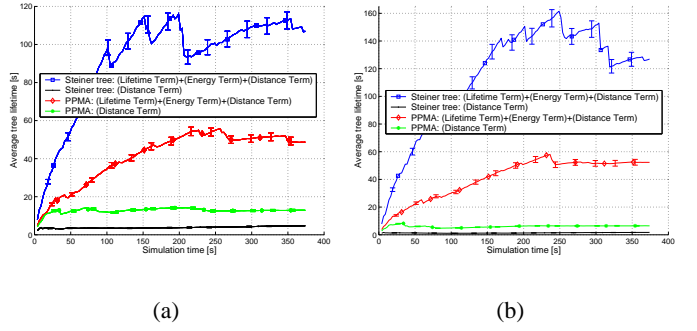 120
100
80
60
40
20
0
0 50 100 150 200 250 300 350 400
Average tree lifetime [s]
Simulation time [s]
Steiner tree: (Lifetime Term)+(Energy Term)+(Distance Term)
Steiner tree: (Distance Term)
PPMA: (Lifetime Term)+(Energy Term)+(Distance Term)
PPMA: (Distance Term)
(a)
160
140
120
100
80
60
40
20
0
0 50 100 150 200 250 300 350 400
Average tree lifetime [s]
Simulation time [s]
Steiner tree: (Lifetime Term)+(Energy Term)+(Distance Term)
Steiner tree: (Distance Term)
PPMA: (Lifetime Term)+(Energy Term)+(Distance Term)
PPMA: (Distance Term)
(b)